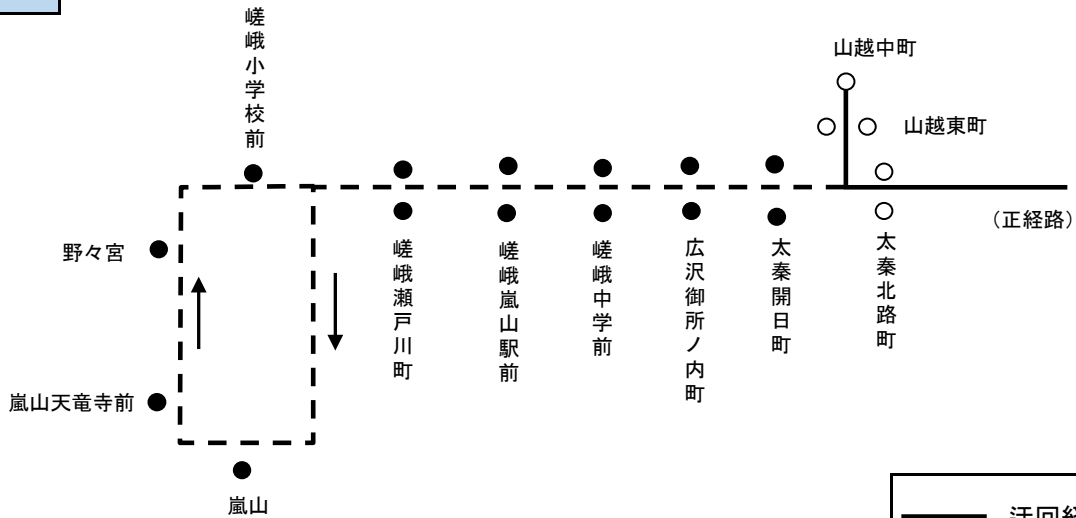 嵯峨小学校前
山越中町
山越東町
(正経路)
野々宮
嵯峨瀬戸川町
嵯峨嵐山駅前
嵯峨中学前
広沢御所ノ内町
太秦開日町
太秦北路町
嵐山天竜寺前
嵐山